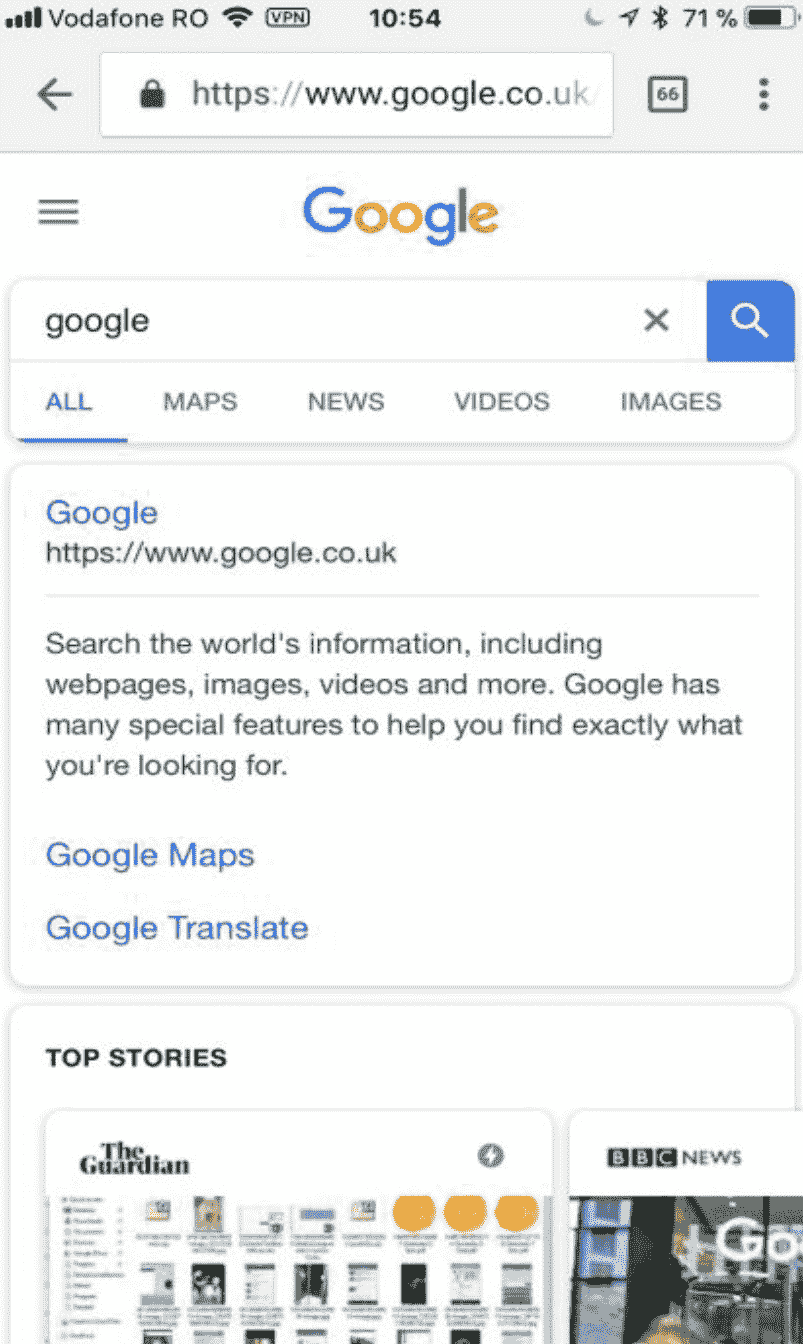 Vodafone RO VPN 10:54 71 %
https://www.google.co.uk/
66
Google
google
ALL MAPS NEWS VIDEOS IMAGES
Google
https://www.google.co.uk
Search the world's information, including
webpages, images, videos and more. Google has
many special features to help you find exactly what
you're looking for.
Google Maps
Google Translate
TOP STORIES
The
Guardian
BBC NEWS
Go